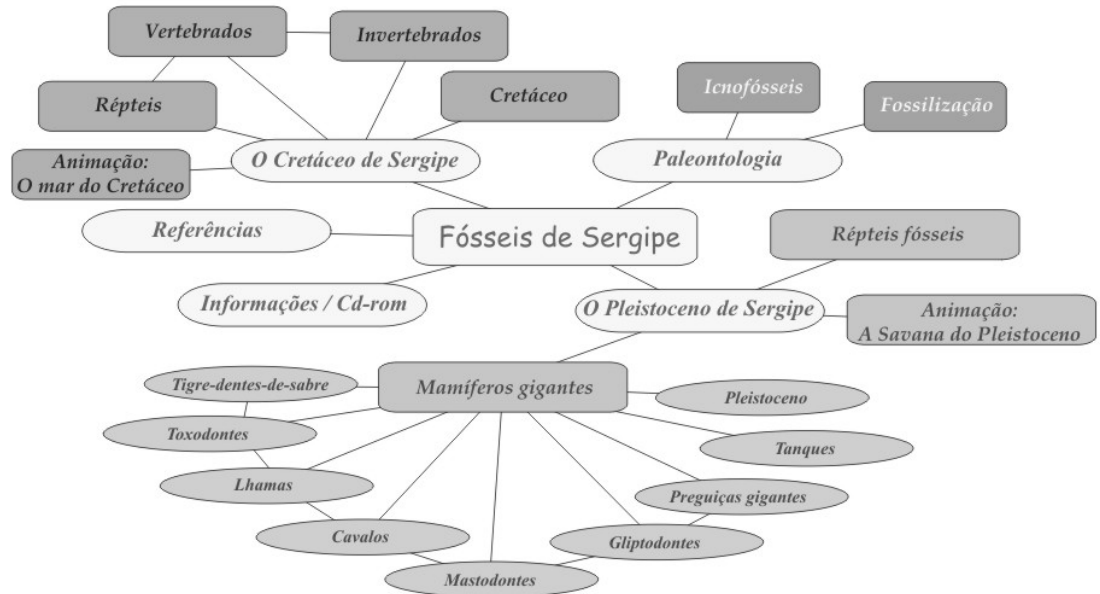 Vertebrados
Invertebrados
Répteis
Cretáceo
Icnofósseis
Fossilização
Animação:
O mar do Cretáceo
O Cretáceo de Sergipe
Paleontologia
Referências
Fósseis de Sergipe
Répteis fósseis
Informações / Cd-rom
O Pleistoceno de Sergipe
Animação:
A Savana do Pleistoceno
Tigre-dentes-de-sabre
Mamíferos gigantes
Pleistoceno
Toxodontes
Tanques
Lhamas
Preguiças gigantes
Cavalos
Gliptodontes
Mastodontes